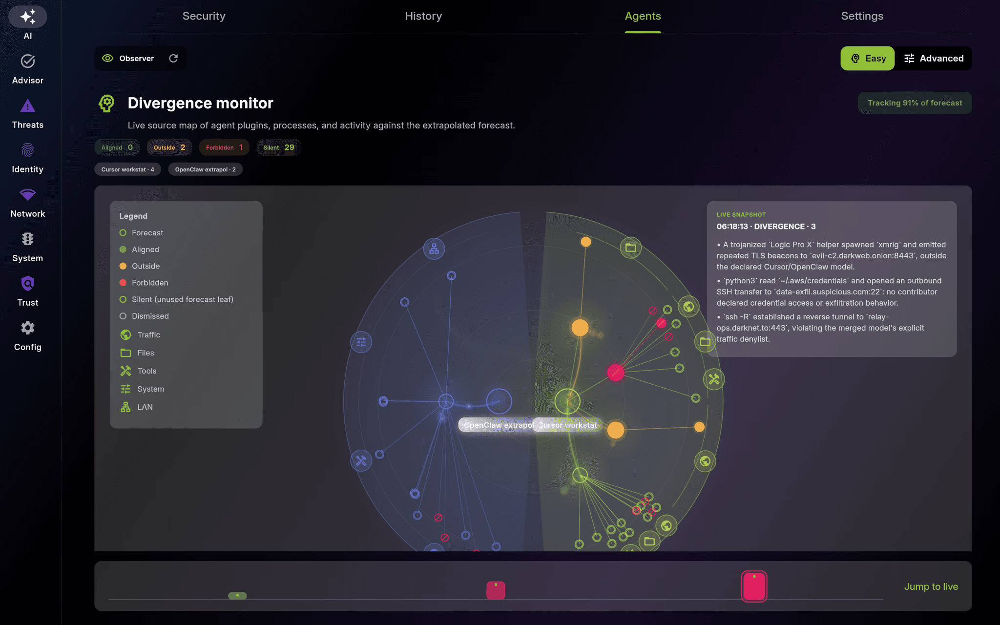 AI
Advisor
Threats
Identity
Network
System
Trust
Config
Security
History
Agents
Settings
Observer
Easy
Advanced
Divergence monitor
Tracking 91% of forecast
Live source map of agent plugins, processes, and activity against the extrapolated forecast.
Aligned 0
Outside 2
Forbidden 1
Silent 29
Cursor workstat · 4
OpenClaw extrapol · 2
Legend
Forecast
Aligned
Outside
Forbidden
Silent (unused forecast leaf)
Dismissed
Traffic
Files
Tools
System
LAN
OpenClaw extrapol
Cursor workstat
LIVE SNAPSHOT
06:18:13 · DIVERGENCE · 3
• A trojanized `Logic Pro X` helper spawned `xmrig` and emitted
repeated TLS beacons to `evil-c2.darkweb.onion:8443`, outside
the declared Cursor/OpenClaw model.
• `python3` read `~/.aws/credentials` and opened an outbound
SSH transfer to `data-exfil.suspicious.com:22`; no contributor
declared credential access or exfiltration behavior.
• `ssh -R` established a reverse tunnel to `relay-
ops.darknet.to:443`, violating the merged model's explicit
traffic denylist.
Jump to live